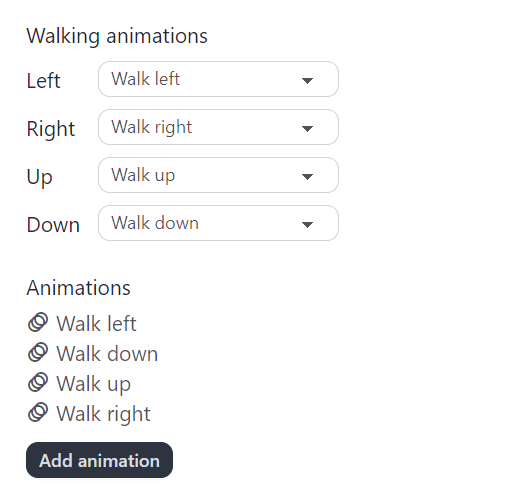 Walking animations
Left Walk left
Right Walk right
Up Walk up
Down Walk down
Animations
Walk left
Walk down
Walk up
Walk right
Add animation